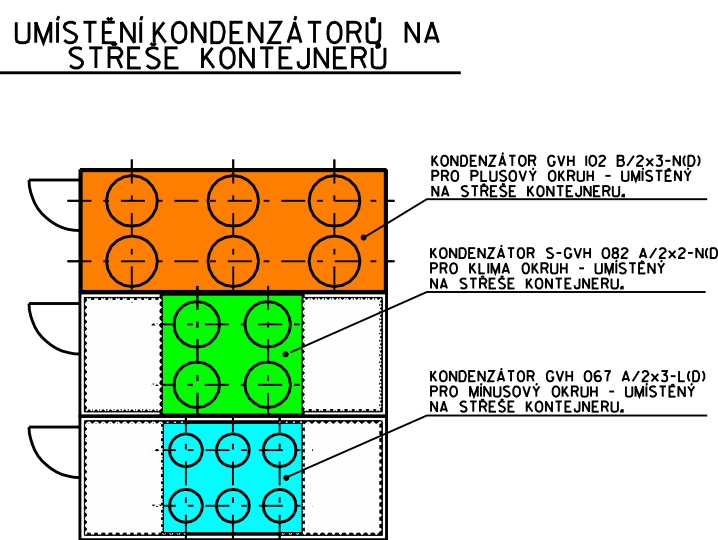 UMÍSTĚNÍ KONDENZÁTORŮ NA
STŘEŠE KONTEJNERŮ
KONDENZÁTOR GVH 102 B/2x3-N(D)
PRO PLUSOVÝ OKRUH - UMÍSTĚNÝ
NA STŘEŠE KONTEJNERU.
KONDENZÁTOR S-GVH 082 A/2x2-N(D
PRO KLIMA OKRUH - UMÍSTĚNÝ
NA STŘEŠE KONTEJNERU.
KONDENZÁTOR GVH 067 A/2x3-L(D)
PRO MÍNUSOVÝ OKRUH - UMÍSTĚNÝ
NA STŘEŠE KONTEJNERU.